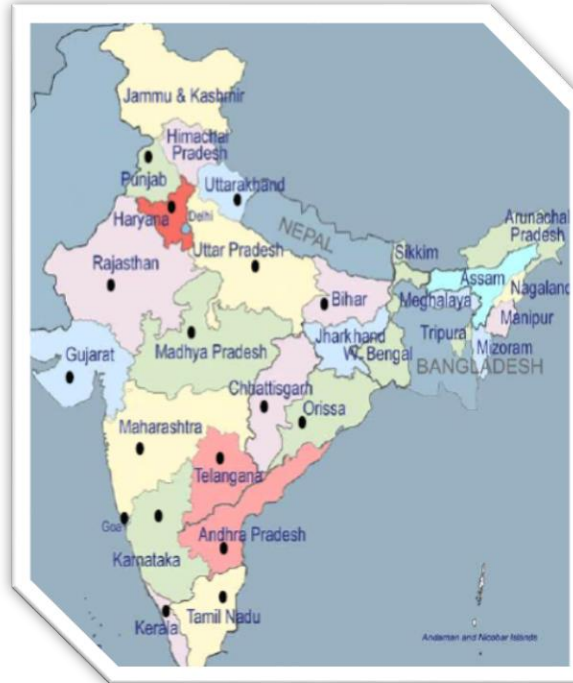 Jammu & Kashmir
Himachal
Pradesh
Punjab
Uttarakhand
Haryana
Delhi
NEPAL
Arunachal
Pradesh
Sikkim
Uttar Pradesh
Rajasthan
Assam
Nagaland
Bihar
Meghalaya
Manipur
Jharkhand
Tripura
Mizoram
Gujarat
Madhya Pradesh
W. Bengal
BANGLADESH
Chhattisgarh
Orissa
Maharashtra
Telangana
Goa
Andhra Pradesh
Karnataka
Tamil Nadu
Kerala
Andaman and Nicobar Islands